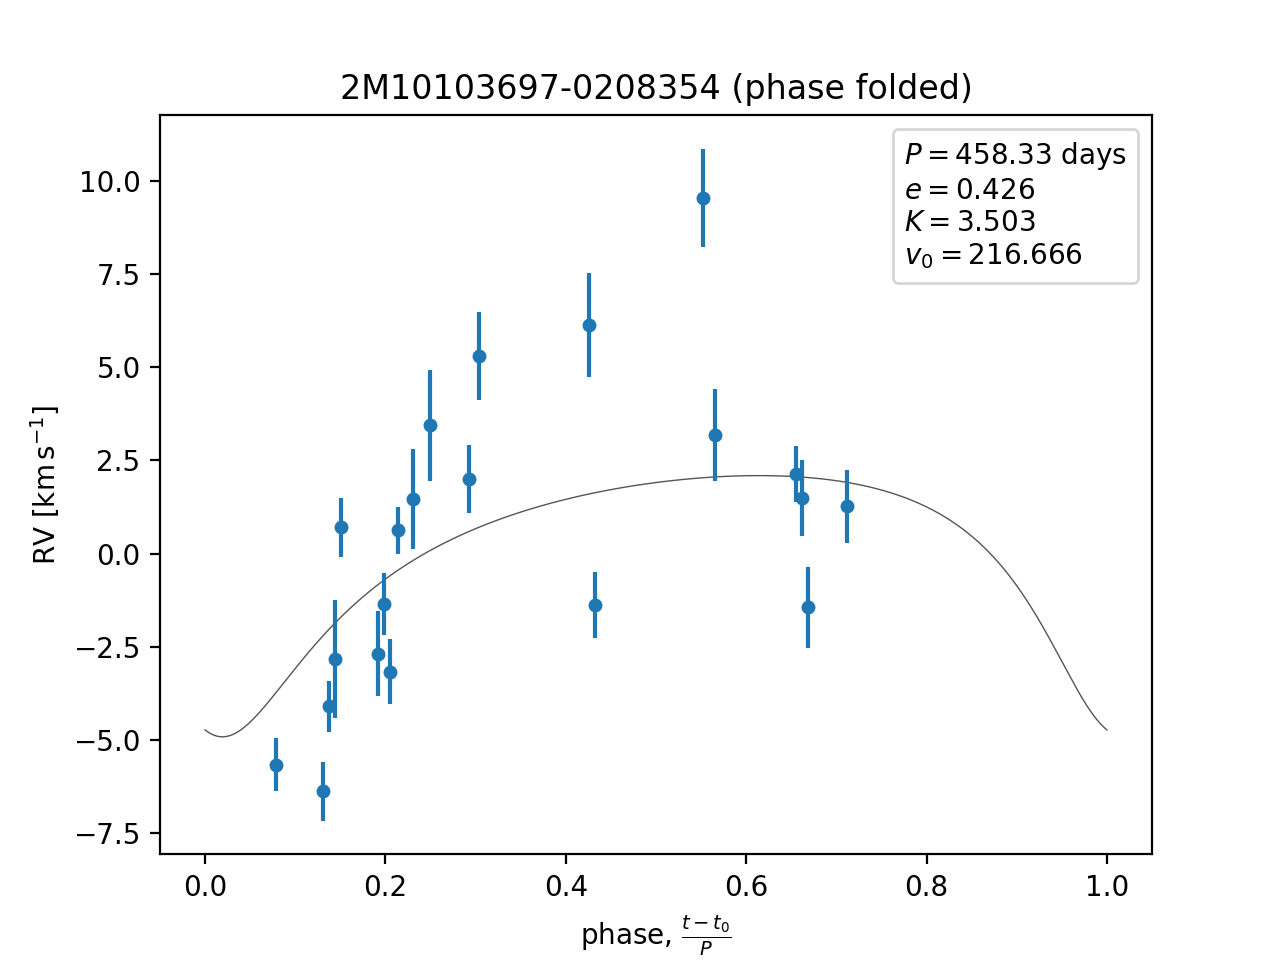 2M10103697-0208354 (phase folded)
P = 458.33 days
e = 0.426
K = 3.503
v₀ = 216.666
RV [km s⁻¹]
10.0
7.5
5.0
2.5
0.0
−2.5
−5.0
−7.5
0.0 0.2 0.4 0.6 0.8 1.0
phase, (t − t₀)/P